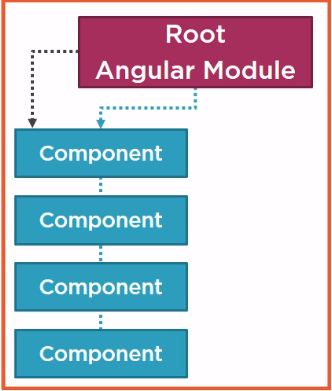 Root
Angular Module
Component
Component
Component
Component